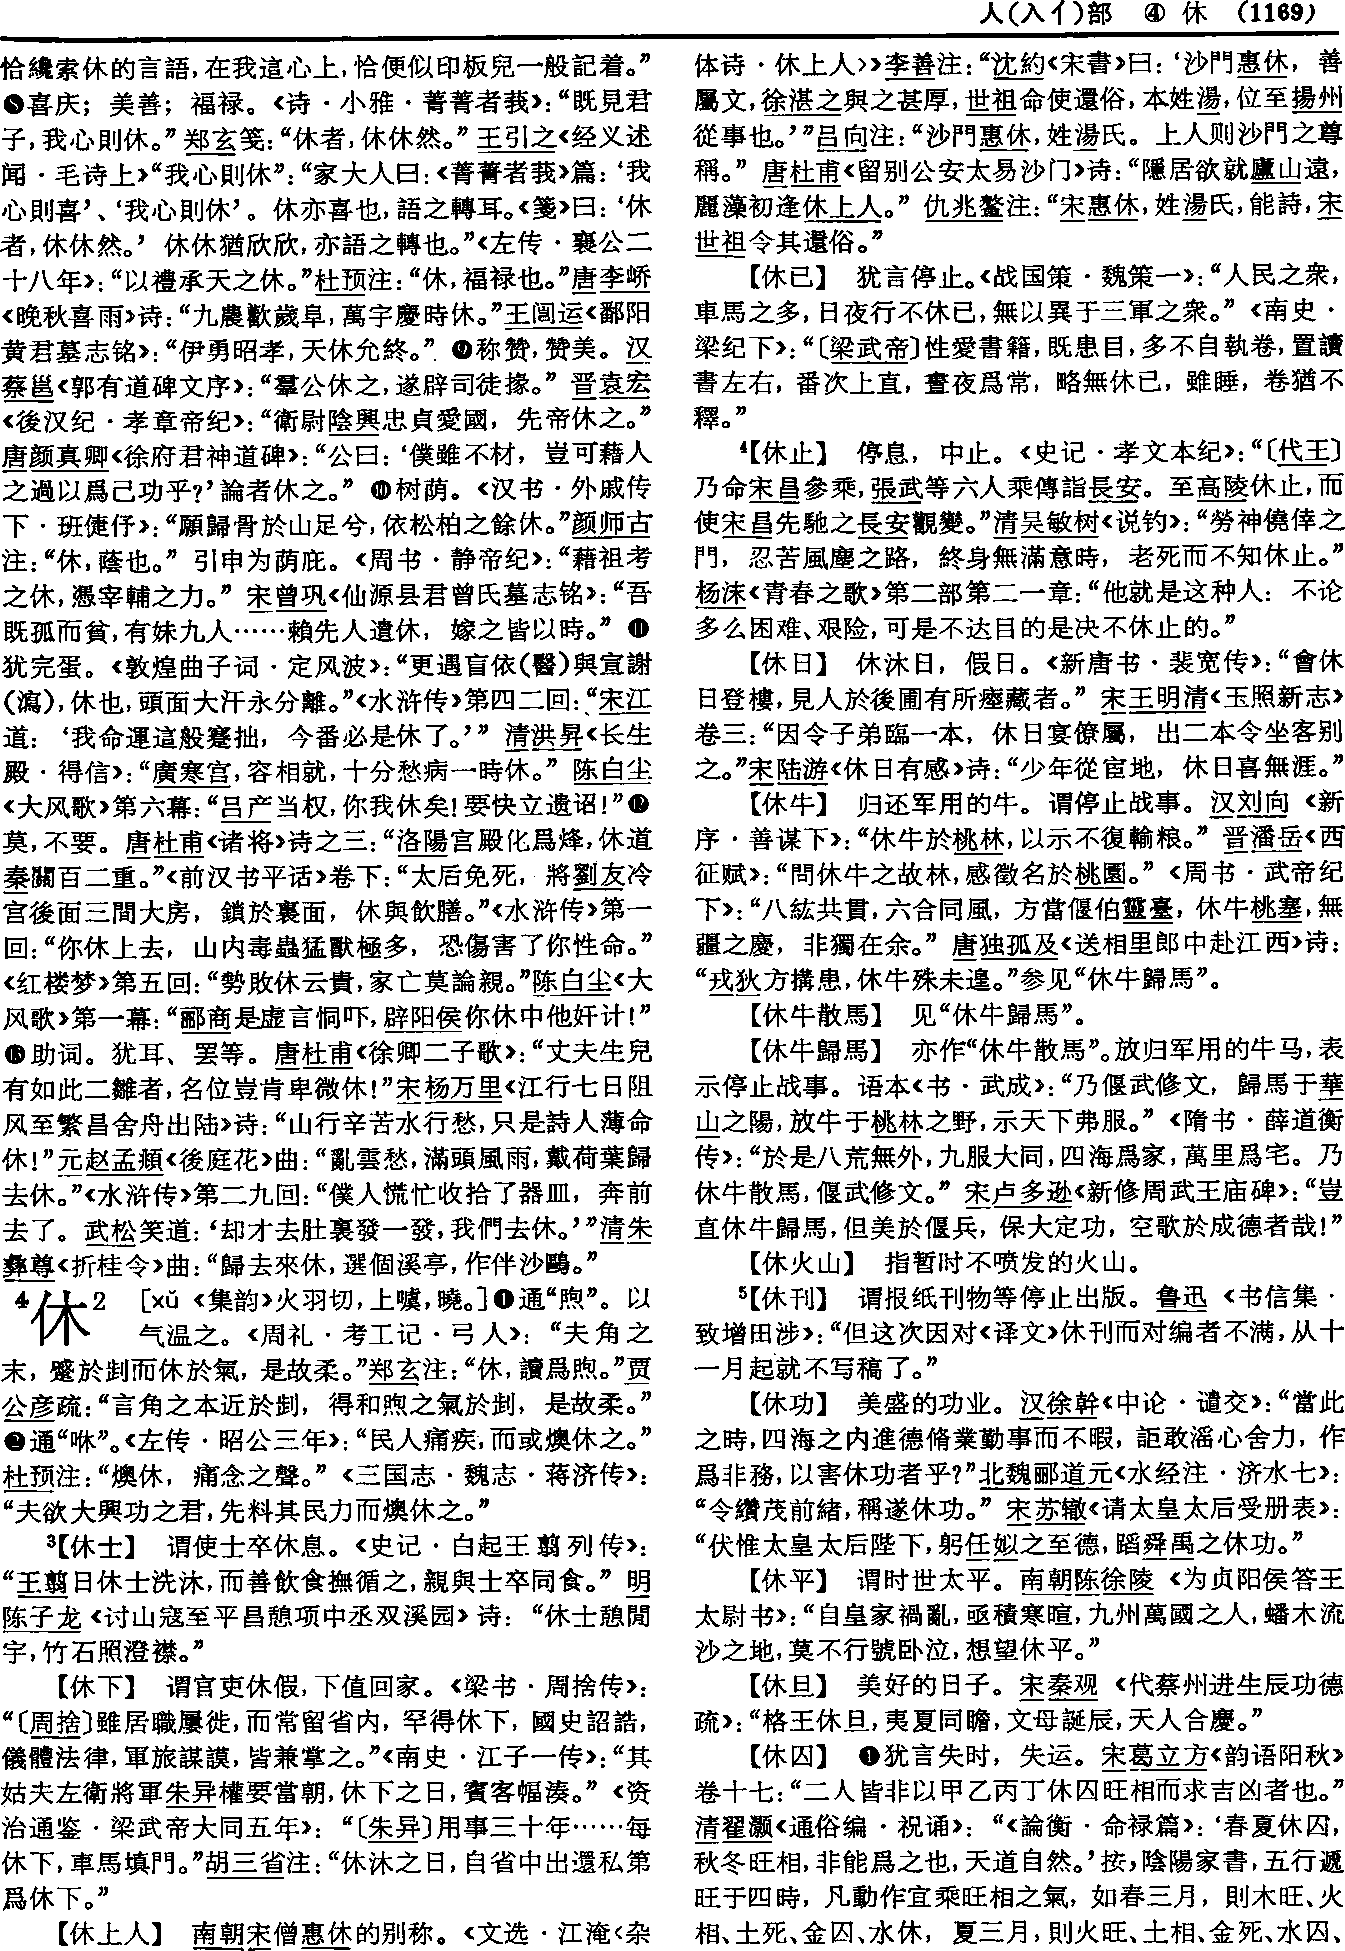 人(入亻)部　④　休　(1169)
恰纔索休的言語,在我這心上,恰便似印板兒一般記着。”
❽喜庆；美善；福禄。《诗·小雅·菁菁者莪》:“既見君
子,我心則休。”郑玄笺:“休者,休休然。”王引之《经义述
闻·毛诗上》“我心則休”:“家大人曰:《菁菁者莪》篇:‘我
心則喜’、‘我心則休’。休亦喜也,語之轉耳。《箋》曰:‘休
者,休休然。’休休猶欣欣,亦語之轉也。”《左传·襄公二
十八年》:“以禮承天之休。”杜预注:“休,福禄也。”唐李峤
《晚秋喜雨》诗:“九農歡歲阜,萬宇慶時休。”王闿运《鄱阳
黄君墓志铭》:“伊勇昭孝,天休允終。”❾称赞,赞美。汉
蔡邕《郭有道碑文序》:“羣公休之,遂辟司徒掾。”晋袁宏
《後汉纪·孝章帝纪》:“衛尉陰興忠貞愛國，先帝休之。”
唐颜真卿《徐府君神道碑》:“公曰:‘僕雖不材，豈可藉人
之過以爲己功乎?’論者休之。”❿树荫。《汉书·外戚传
下·班倢伃》:“願歸骨於山足兮,依松柏之餘休。”颜师古
注:“休,蔭也。”引申为荫庇。《周书·静帝纪》:“藉祖考
之休,憑宰輔之力。”宋曾巩《仙源县君曾氏墓志铭》:“吾
既孤而貧,有妹九人……賴先人遺休，嫁之皆以時。”⓫
犹完蛋。《敦煌曲子词·定风波》:“更遇盲依(醫)與宣謝
(瀉),休也,頭面大汗永分離。”《水浒传》第四二回:“宋江
道:‘我命運這般蹇拙，今番必是休了。’”清洪昇《长生
殿·得信》:“廣寒宫,容相就,十分愁病一時休。”陈白尘
《大风歌》第六幕:“吕产当权,你我休矣!要快立遗诏!”⓬
莫,不要。唐杜甫《诸将》诗之三:“洛陽宫殿化爲烽,休道
秦關百二重。”《前汉书平话》卷下:“太后免死，將劉友冷
宫後面三間大房，鎖於裏面，休與飲膳。”《水浒传》第一
回:“你休上去，山内毒蟲猛獸極多，恐傷害了你性命。”
《红楼梦》第五回:“勢敗休云貴,家亡莫論親。”陈白尘《大
风歌》第一幕:“郦商是虚言恫吓,辟阳侯你休中他奸计!”
⓭助词。犹耳、罢等。唐杜甫《徐卿二子歌》:“丈夫生兒
有如此二雛者,名位豈肯卑微休!”宋杨万里《江行七日阻
风至繁昌舍舟出陆》诗:“山行辛苦水行愁,只是詩人薄命
休!”元赵孟頫《後庭花》曲:“亂雲愁,滿頭風雨,戴荷葉歸
去休。”《水浒传》第二九回:“僕人慌忙收拾了器皿，奔前
去了。武松笑道:‘却才去肚裏發一發,我們去休。’”清朱
彝尊《折桂令》曲:“歸去來休,選個溪亭,作伴沙鷗。”
⁴休2　[xǔ《集韵》火羽切,上噳,曉。]❶通“煦”。以
气温之。《周礼·考工记·弓人》:“夫角之
末，蹙於𠜶而休於氣，是故柔。”郑玄注:“休,讀爲煦。”贾
公彦疏:“言角之本近於𠜶，得和煦之氣於𠜶，是故柔。”
❷通“咻”。《左传·昭公三年》:“民人痛疾,而或燠休之。”
杜预注:“燠休，痛念之聲。”《三国志·魏志·蒋济传》:
“夫欲大興功之君,先料其民力而燠休之。”
³【休士】　谓使士卒休息。《史记·白起王翦列传》:
“王翦日休士洗沐,而善飲食撫循之,親與士卒同食。”明
陈子龙《讨山寇至平昌憩项中丞双溪园》诗:“休士憩閒
宇,竹石照澄襟。”
【休下】　谓官吏休假,下值回家。《梁书·周捨传》:
“〔周捨〕雖居職屢徙,而常留省内，罕得休下，國史詔誥,
儀體法律,軍旅謀謨,皆兼掌之。”《南史·江子一传》:“其
姑夫左衛將軍朱异權要當朝,休下之日,賓客幅湊。”《资
治通鉴·梁武帝大同五年》:“〔朱异〕用事三十年……每
休下,車馬填門。”胡三省注:“休沐之日,自省中出還私第
爲休下。”
【休上人】　南朝宋僧惠休的别称。《文选·江淹〈杂
体诗·休上人〉》李善注:“沈約《宋書》曰:‘沙門惠休，善
屬文,徐湛之與之甚厚,世祖命使還俗,本姓湯,位至揚州
從事也。’”吕向注:“沙門惠休,姓湯氏。上人则沙門之尊
稱。”唐杜甫《留别公安太易沙门》诗:“隱居欲就廬山遠,
麗藻初逢休上人。”仇兆鳌注:“宋惠休,姓湯氏,能詩,宋
世祖令其還俗。”
【休已】　犹言停止。《战国策·魏策一》:“人民之衆,
車馬之多,日夜行不休已,無以異于三軍之衆。”《南史·
梁纪下》:“〔梁武帝〕性愛書籍,既患目,多不自執卷,置讀
書左右，番次上直，晝夜爲常，略無休已，雖睡，卷猶不
釋。”
⁴【休止】　停息，中止。《史记·孝文本纪》:“〔代王〕
乃命宋昌參乘,張武等六人乘傳詣長安。至高陵休止,而
使宋昌先馳之長安觀變。”清吴敏树《说钓》:“勞神僥倖之
門，忍苦風塵之路，終身無滿意時，老死而不知休止。”
杨沫《青春之歌》第二部第二一章:“他就是这种人:不论
多么困难、艰险,可是不达目的是决不休止的。”
【休日】　休沐日，假日。《新唐书·裴宽传》:“會休
日登樓,見人於後圃有所瘞藏者。”宋王明清《玉照新志》
卷三:“因令子弟臨一本，休日宴僚屬，出二本令坐客别
之。”宋陆游《休日有感》诗:“少年從宦地，休日喜無涯。”
【休牛】　归还军用的牛。谓停止战事。汉刘向《新
序·善谋下》:“休牛於桃林,以示不復輸粮。”晋潘岳《西
征赋》:“問休牛之故林,感徵名於桃園。”《周书·武帝纪
下》:“八紘共貫,六合同風，方當偃伯靈臺，休牛桃塞,無
疆之慶，非獨在余。”唐独孤及《送相里郎中赴江西》诗:
“戎狄方搆患,休牛殊未遑。”参见“休牛歸馬”。
【休牛散馬】　见“休牛歸馬”。
【休牛歸馬】　亦作“休牛散馬”。放归军用的牛马,表
示停止战事。语本《书·武成》:“乃偃武修文，歸馬于華
山之陽,放牛于桃林之野,示天下弗服。”《隋书·薛道衡
传》:“於是八荒無外,九服大同,四海爲家,萬里爲宅。乃
休牛散馬,偃武修文。”宋卢多逊《新修周武王庙碑》:“豈
直休牛歸馬,但美於偃兵，保大定功，空歌於成德者哉!”
【休火山】　指暂时不喷发的火山。
⁵【休刊】　谓报纸刊物等停止出版。鲁迅《书信集·
致增田涉》:“但这次因对《译文》休刊而对编者不满,从十
一月起就不写稿了。”
【休功】　美盛的功业。汉徐幹《中论·谴交》:“當此
之時,四海之内進德脩業勤事而不暇，詎敢滛心舍力，作
爲非務,以害休功者乎?”北魏郦道元《水经注·济水七》:
“令纘茂前緒,稱遂休功。”宋苏辙《请太皇太后受册表》:
“伏惟太皇太后陛下,躬任姒之至德,蹈舜禹之休功。”
【休平】　谓时世太平。南朝陈徐陵《为贞阳侯答王
太尉书》:“自皇家禍亂,亟積寒暄,九州萬國之人,蟠木流
沙之地,莫不行號卧泣,想望休平。”
【休旦】　美好的日子。宋秦观《代蔡州进生辰功德
疏》:“格王休旦,夷夏同瞻,文母誕辰,天人合慶。”
【休囚】　❶犹言失时，失运。宋葛立方《韵语阳秋》
卷十七:“二人皆非以甲乙丙丁休囚旺相而求吉凶者也。”
清翟灏《通俗编·祝诵》:“《論衡·命禄篇》:‘春夏休囚,
秋冬旺相,非能爲之也,天道自然。’按,陰陽家書,五行遞
旺于四時，凡動作宜乘旺相之氣，如春三月，則木旺、火
相、土死、金囚、水休，夏三月,則火旺、土相、金死、水囚、